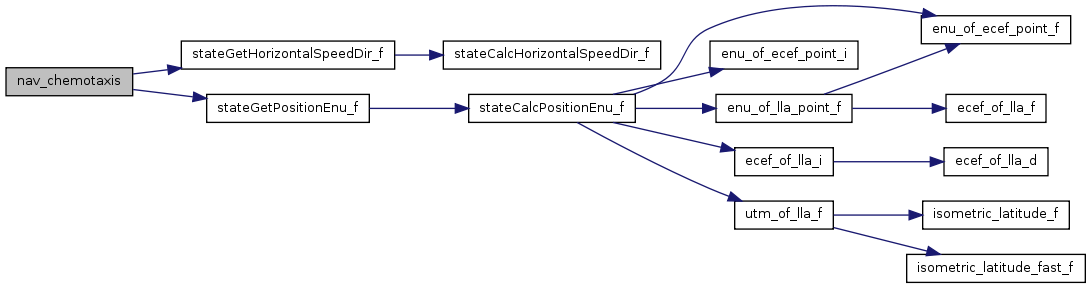 nav_chemotaxis
stateGetHorizontalSpeedDir_f
stateCalcHorizontalSpeedDir_f
stateGetPositionEnu_f
stateCalcPositionEnu_f
enu_of_ecef_point_f
enu_of_ecef_point_i
enu_of_lla_point_f
ecef_of_lla_f
ecef_of_lla_i
ecef_of_lla_d
utm_of_lla_f
isometric_latitude_f
isometric_latitude_fast_f